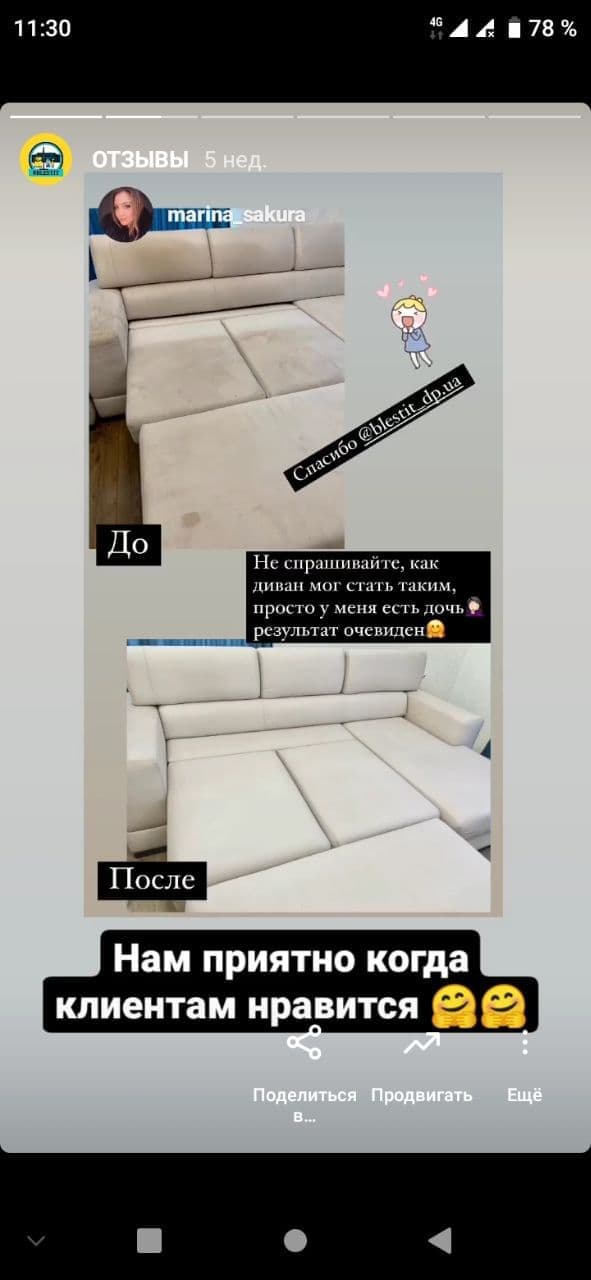 11:30
4G
78 %
ОТЗЫВЫ 5 нед.
marina_sakura
Спасибо @blestit_dp.ua
До
Не спрашивайте, как
диван мог стать таким,
просто у меня есть дочь🤦🏻‍♀️
результат очевиден🤗
После
Нам приятно когда
клиентам нравится 🤗🤗
Поделиться
в...
Продвигать
Ещё